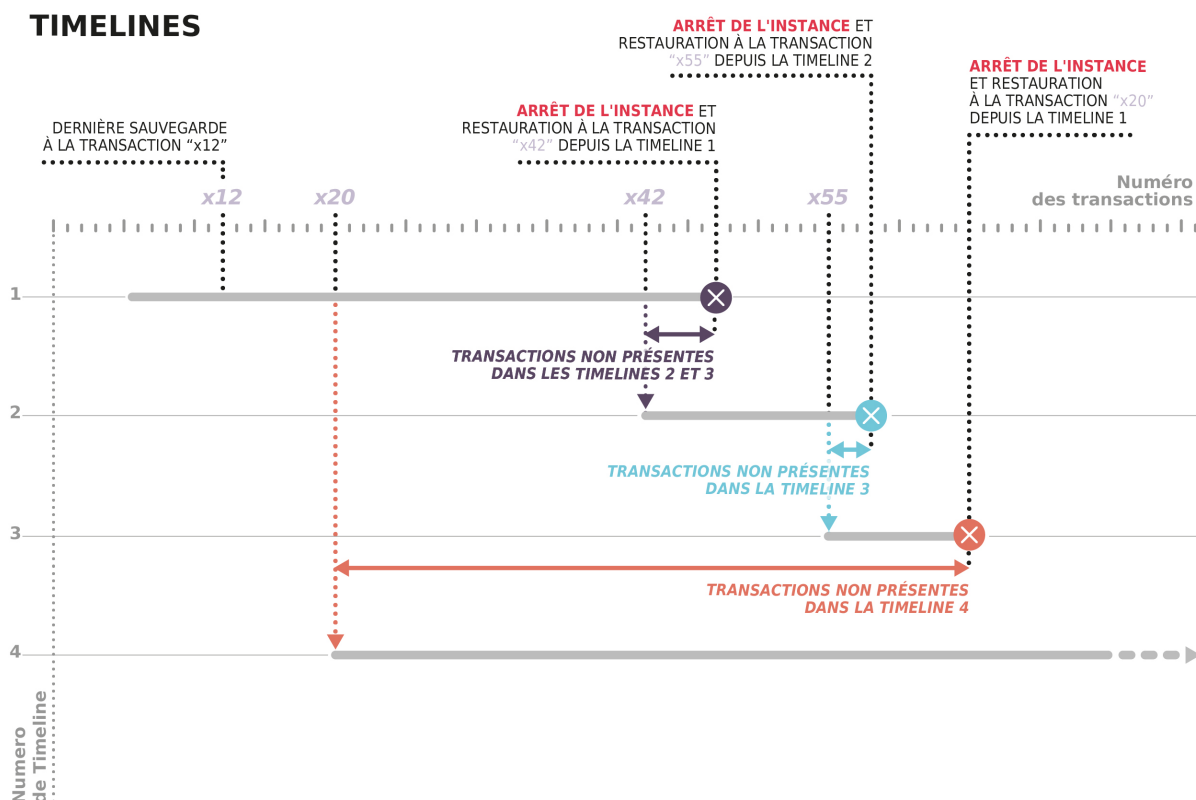 TIMELINES
ARRÊT DE L'INSTANCE ET
RESTAURATION À LA TRANSACTION
“x55” DEPUIS LA TIMELINE 2
ARRÊT DE L'INSTANCE
ET RESTAURATION
À LA TRANSACTION “x20”
DEPUIS LA TIMELINE 1
ARRÊT DE L'INSTANCE ET
RESTAURATION À LA TRANSACTION
“x42” DEPUIS LA TIMELINE 1
DERNIÈRE SAUVEGARDE
À LA TRANSACTION “x12”
x12
x20
x42
x55
Numéro
des transactions
1
TRANSACTIONS NON PRÉSENTES
DANS LES TIMELINES 2 ET 3
2
TRANSACTIONS NON PRÉSENTES
DANS LA TIMELINE 3
3
TRANSACTIONS NON PRÉSENTES
DANS LA TIMELINE 4
4
Numero
de Timeline